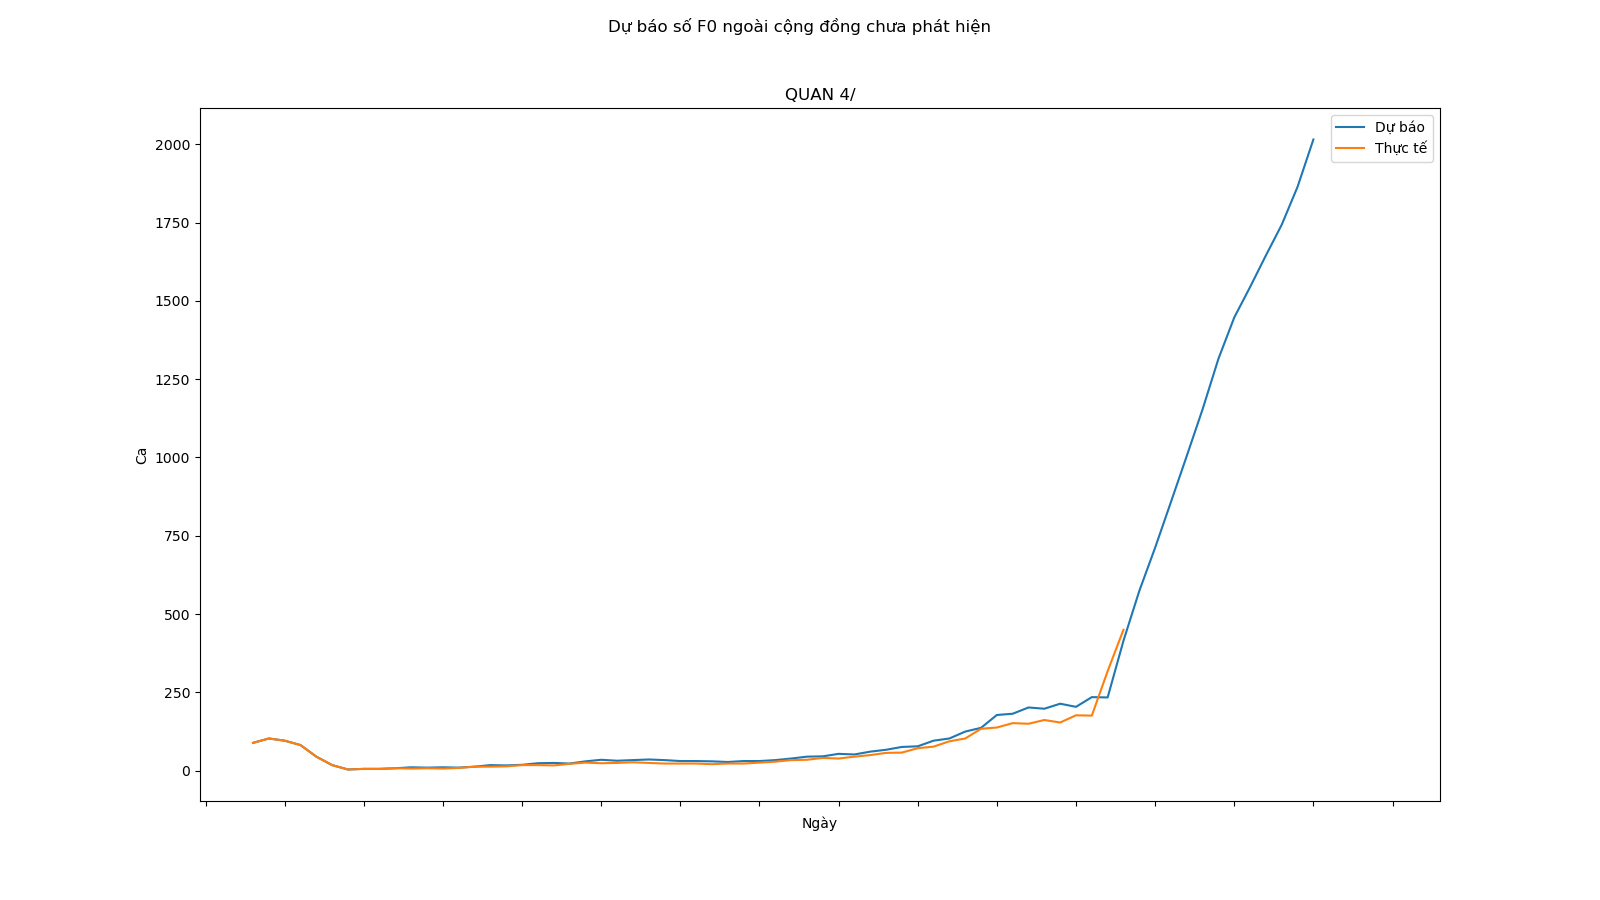 Dự báo số F0 ngoài cộng đồng chưa phát hiện
QUAN 4/
Dự báo
Thực tế
2000
1750
1500
1250
1000
750
500
250
0
Ca
Ngày